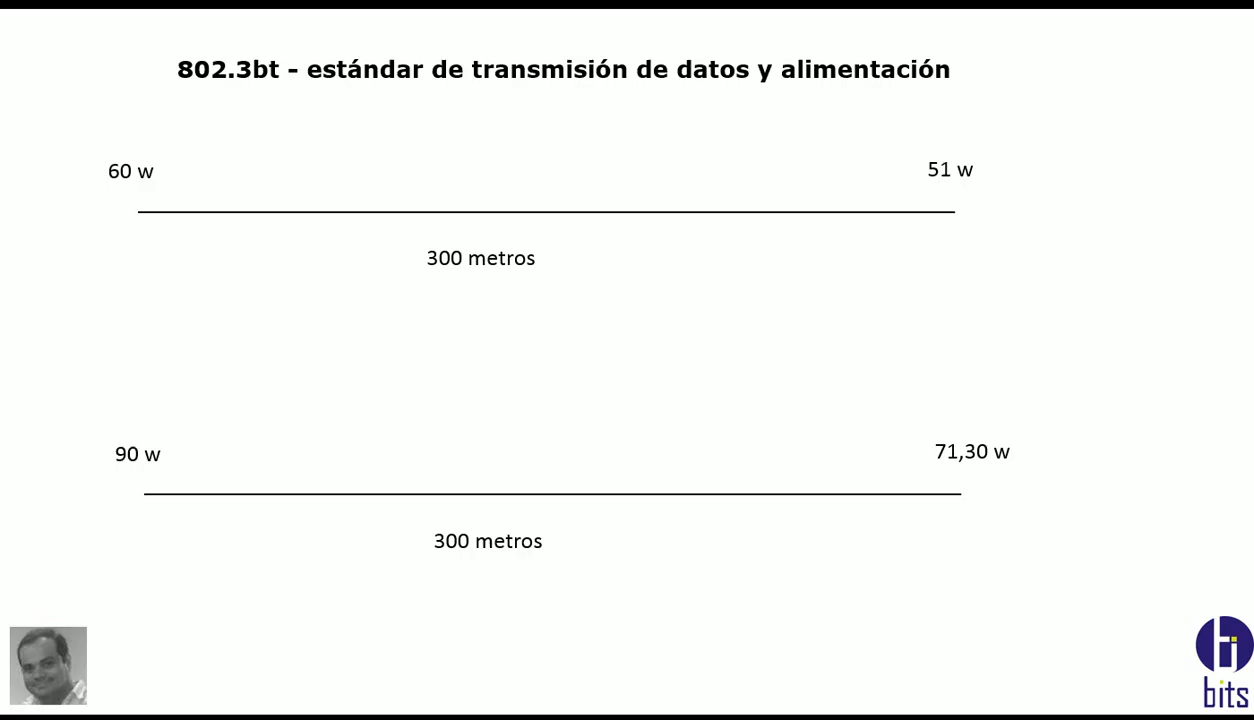 802.3bt - estándar de transmisión de datos y alimentación
60 w
51 w
300 metros
90 w
71,30 w
300 metros
bits